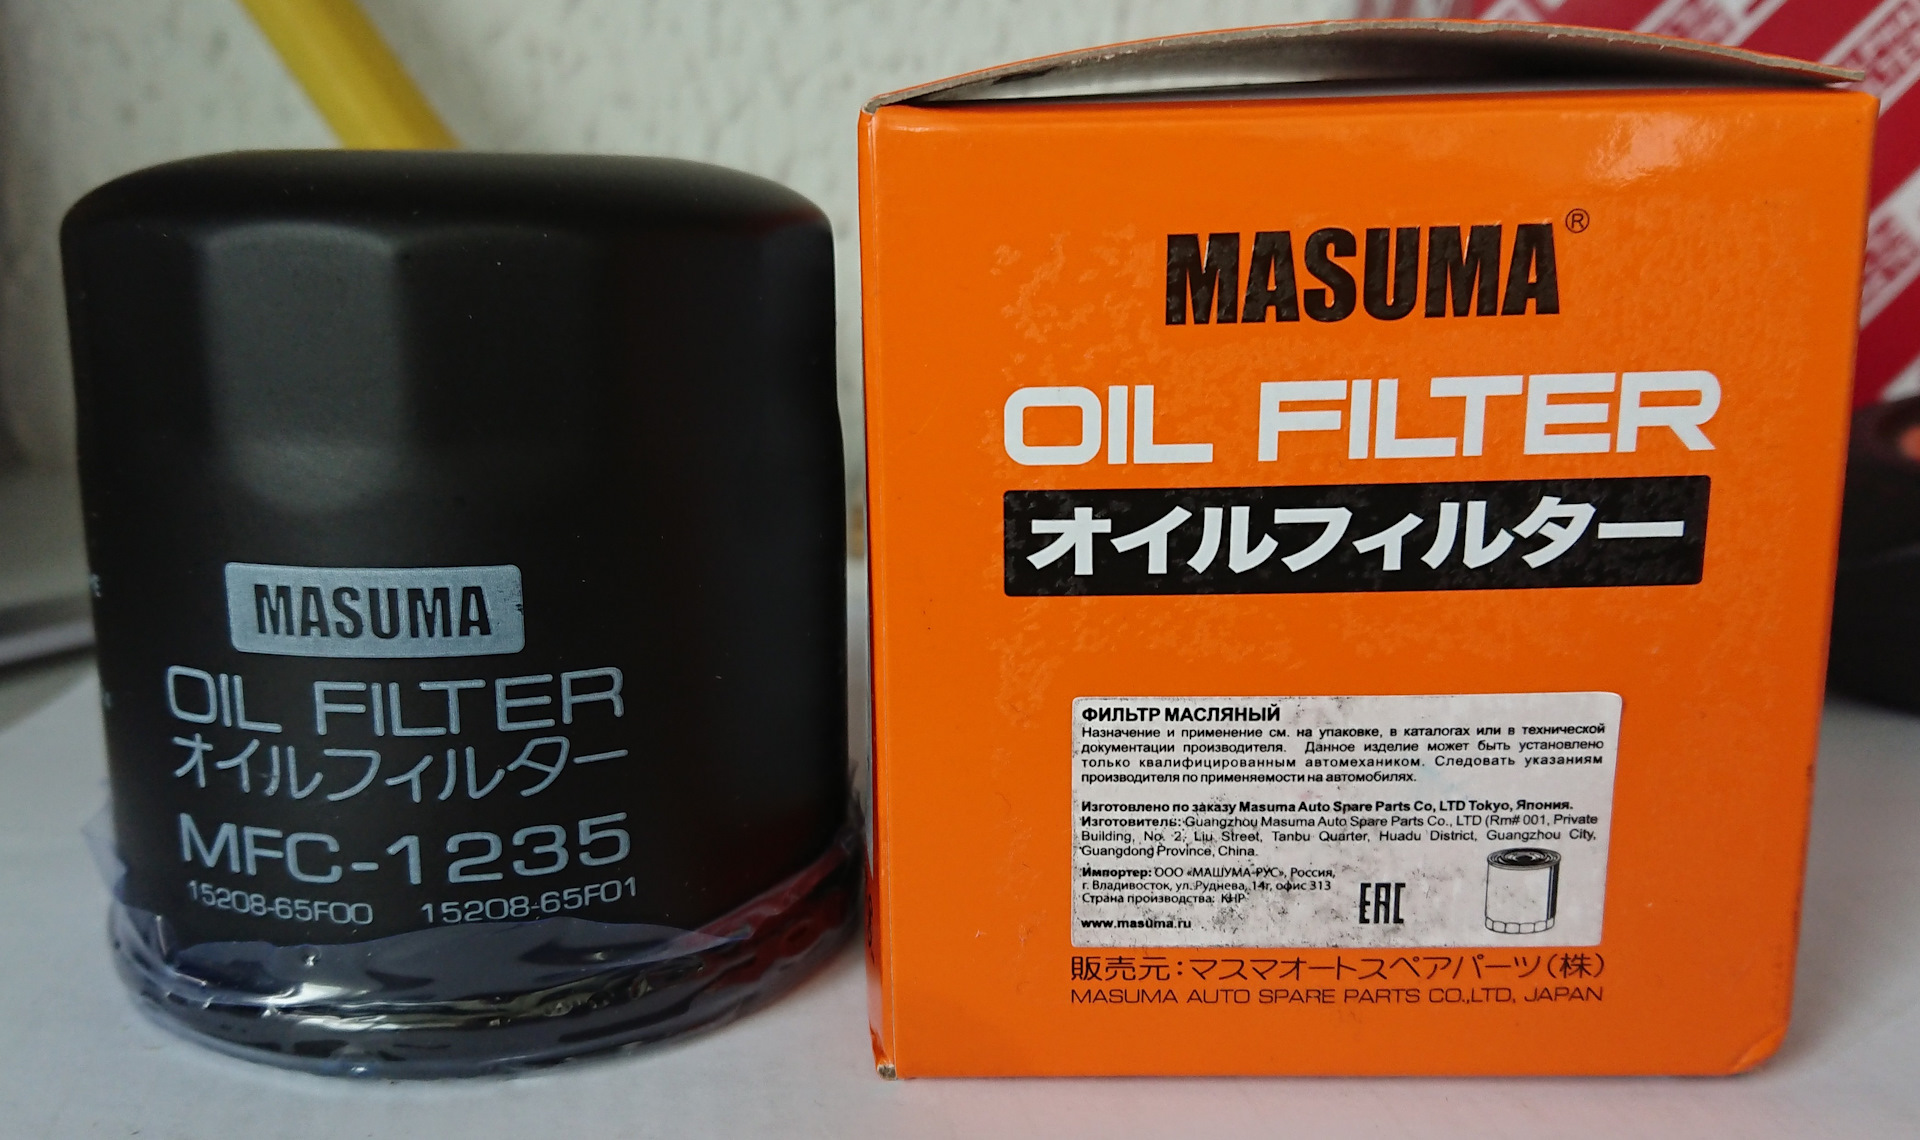 MASUMA
OIL FILTER
オイルフィルター
MFC-1235
15208-65F00 15208-65F01
MASUMA®
OIL FILTER
オイルフィルター
ФИЛЬТР МАСЛЯНЫЙ
Назначение и применение см. на упаковке, в каталогах или в технической
документации производителя. Данное изделие может быть установлено
только квалифицированным автомехаником. Следовать указаниям
производителя по применяемости на автомобилях.
Изготовлено по заказу Masuma Auto Spare Parts Co, LTD Tokyo, Япония.
Изготовитель: Guangzhou Masuma Auto Spare Parts Co., LTD (Rm# 001, Private
Building, No. 2, Liu Street, Tanbu Quarter, Huadu District, Guangzhou City,
Guangdong Province, China.
Импортер: ООО «МАШУМА-РУС», Россия,
г. Владивосток, ул. Руднева, 14г, офис 313
Страна производства: КНР
www.masuma.ru
EAC
販売元:マスマオートスペアパーツ(株)
MASUMA AUTO SPARE PARTS CO.,LTD, JAPAN